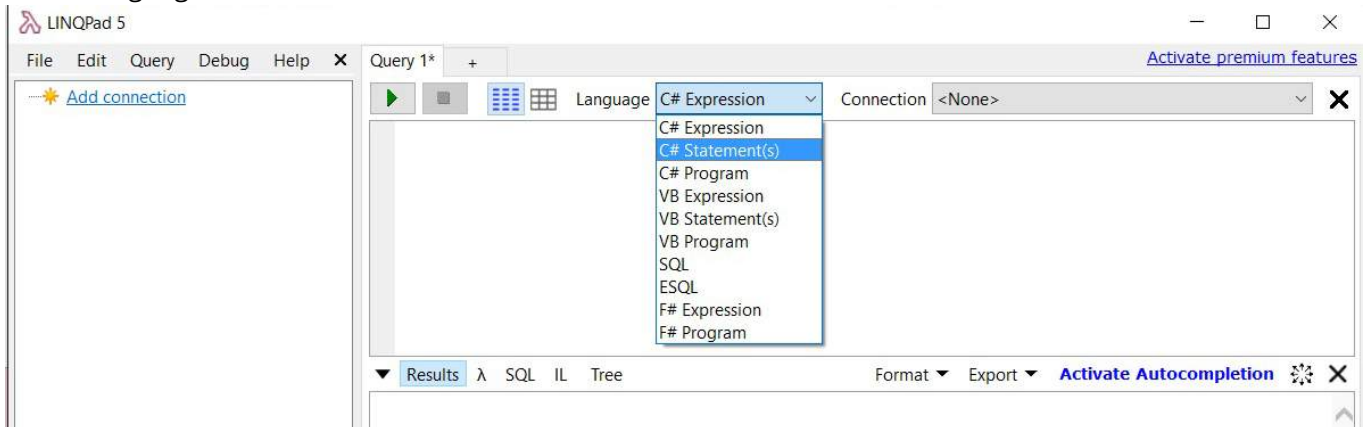 LINQPad 5
File Edit Query Debug Help
Add connection
Query 1* +
Activate premium features
Language C# Expression Connection <None>
C# Expression
C# Statement(s)
C# Program
VB Expression
VB Statement(s)
VB Program
SQL
ESQL
F# Expression
F# Program
Results λ SQL IL Tree Format Export Activate Autocompletion